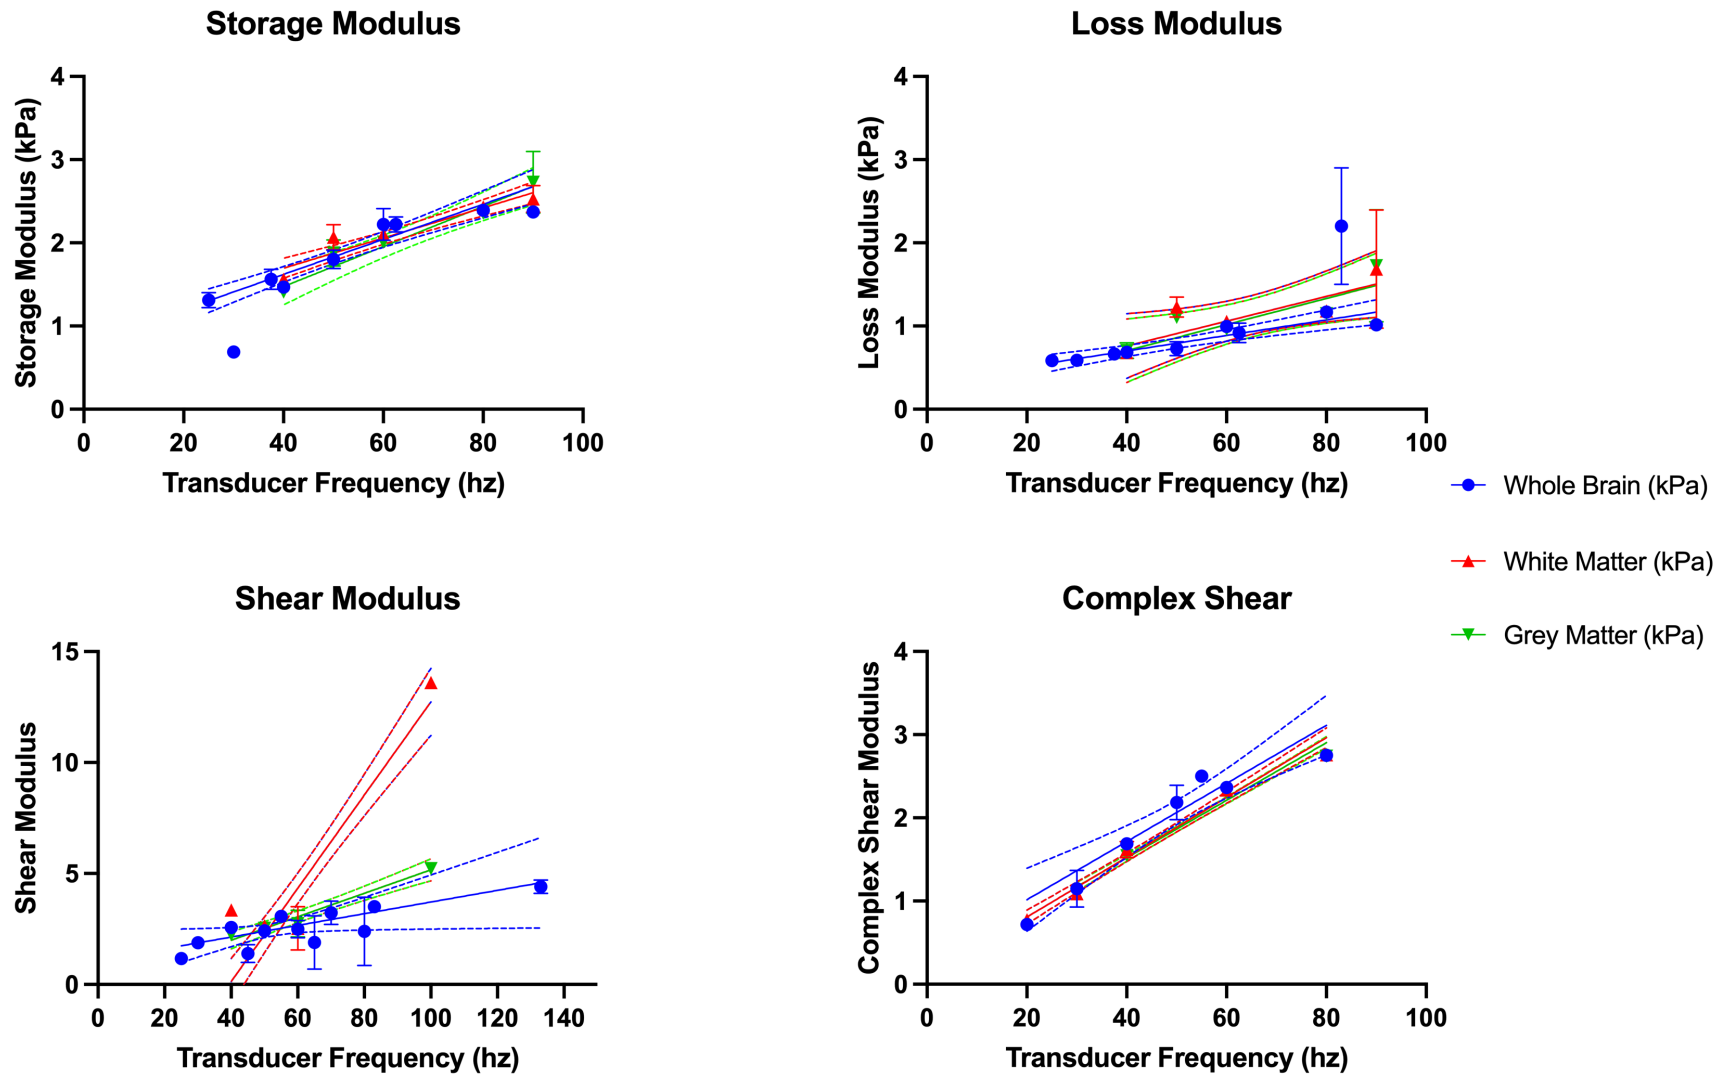 Storage Modulus
Storage Modulus (kPa)
4
3
2
1
0
0 20 40 60 80 100
Transducer Frequency (hz)
Loss Modulus
Loss Modulus (kPa)
4
3
2
1
0
0 20 40 60 80 100
Transducer Frequency (hz)
Whole Brain (kPa)
White Matter (kPa)
Grey Matter (kPa)
Shear Modulus
Shear Modulus
15
10
5
0
0 20 40 60 80 100 120 140
Transducer Frequency (hz)
Complex Shear
Complex Shear Modulus
4
3
2
1
0
0 20 40 60 80 100
Transducer Frequency (hz)